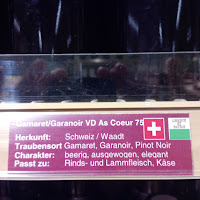 Gamaret/Garanoir VD As Coeur 75
Herkunft: Schweiz / Waadt
Traubensort Gamaret, Garanoir, Pinot Noir
Charakter: beerig, ausgewogen, elegant
Passt zu: Rinds- und Lammfleisch, Käse